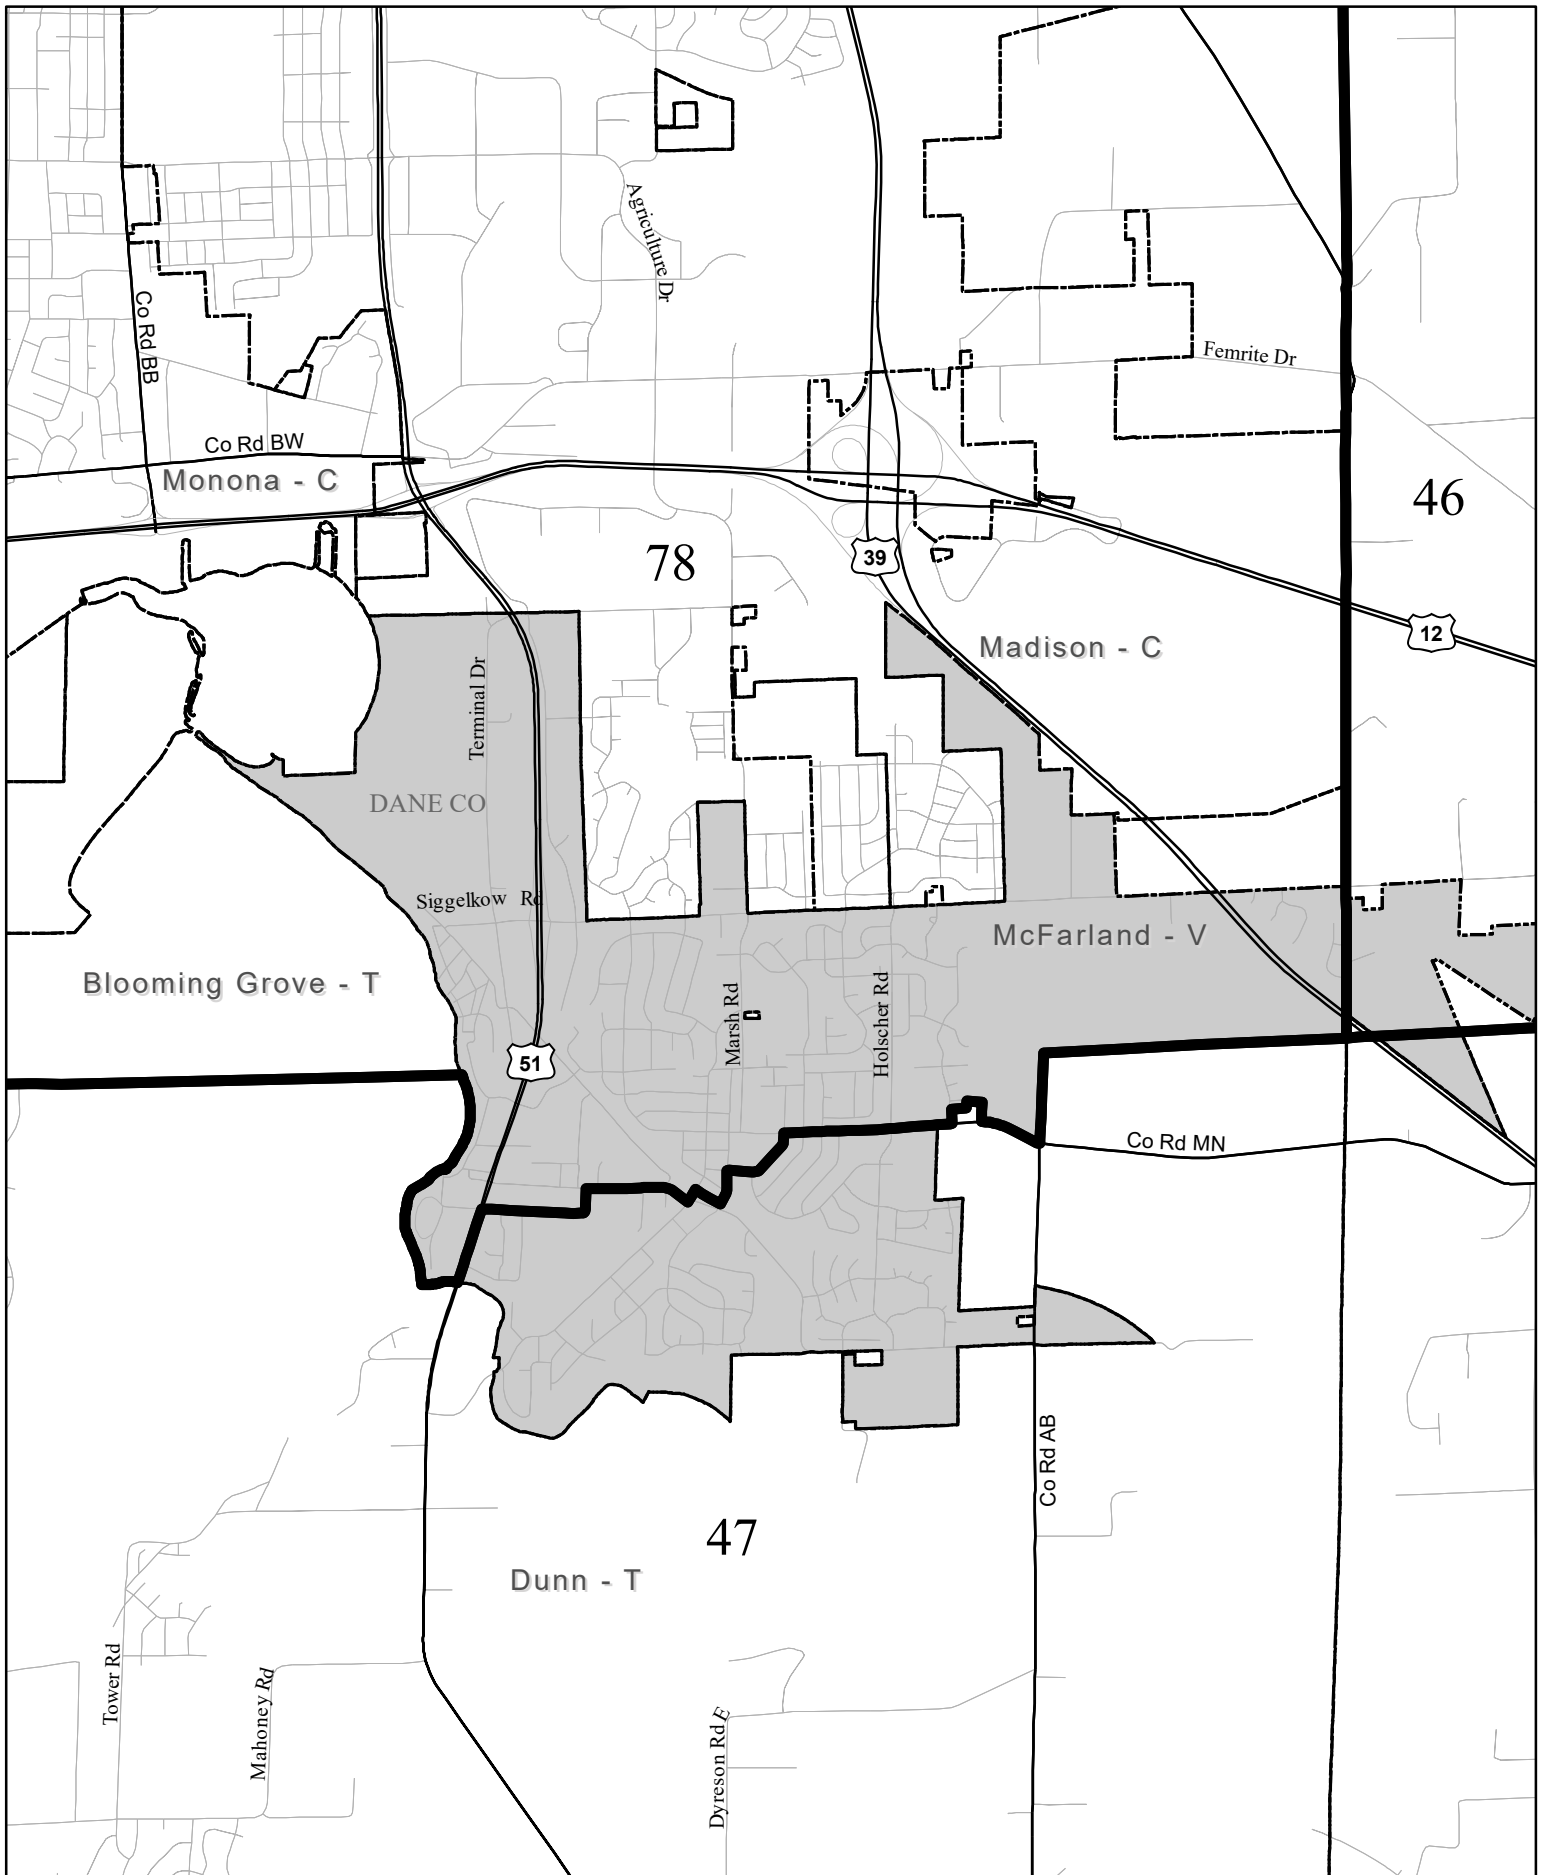 Agriculture Dr
Co Rd BB
Femrite Dr
Co Rd BW
Monona - C
46
78
39
12
Madison - C
Terminal Dr
DANE CO
Siggelkow Rd
McFarland - V
Blooming Grove - T
Marsh Rd
Holscher Rd
51
Co Rd MN
Co Rd AB
47
Dunn - T
Tower Rd
Mahoney Rd
Dyreson Rd E